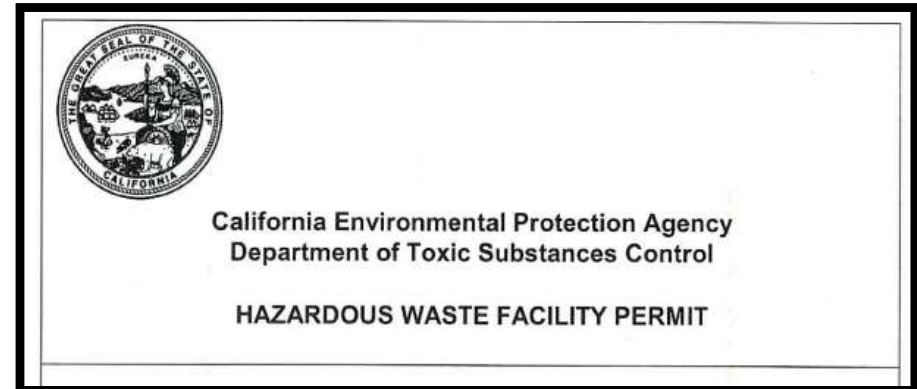 THE GREAT SEAL OF THE STATE OF CALIFORNIA
EUREKA
California Environmental Protection Agency
Department of Toxic Substances Control
HAZARDOUS WASTE FACILITY PERMIT